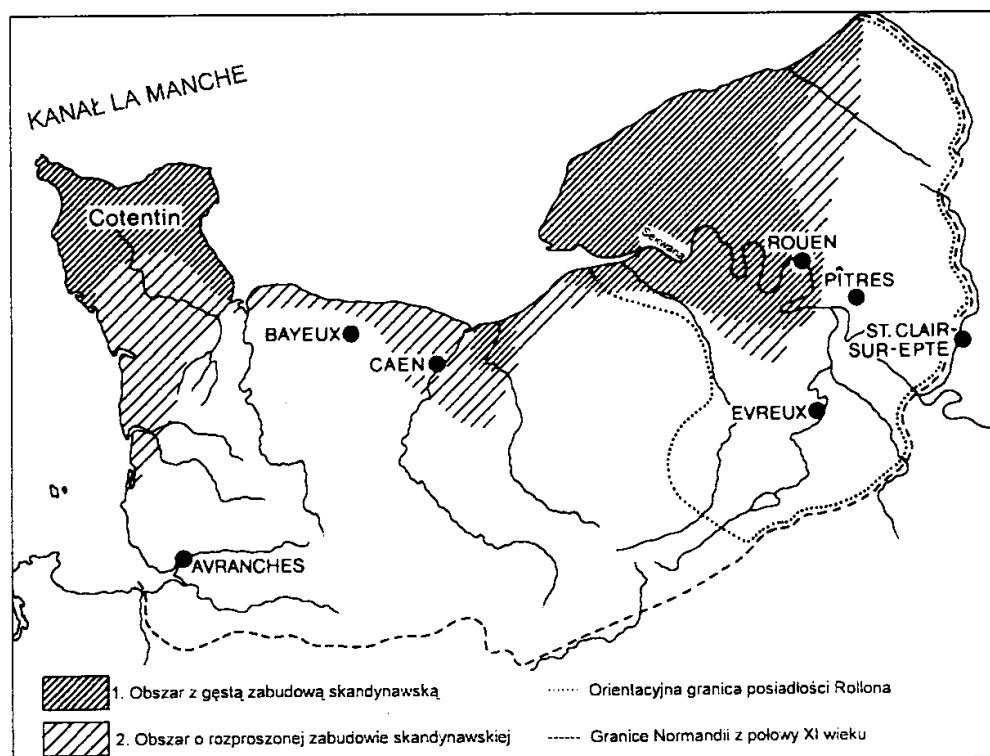 KANAŁ LA MANCHE
Cotentin
Sekwana
ROUEN
PÎTRES
ST. CLAIR-
SUR-EPTE
BAYEUX
CAEN
EVREUX
AVRANCHES
1. Obszar z gęstą zabudową skandynawską
2. Obszar o rozproszonej zabudowie skandynawskiej
Orientacyjna granica posiadłości Rollona
Granice Normandii z połowy XI wieku